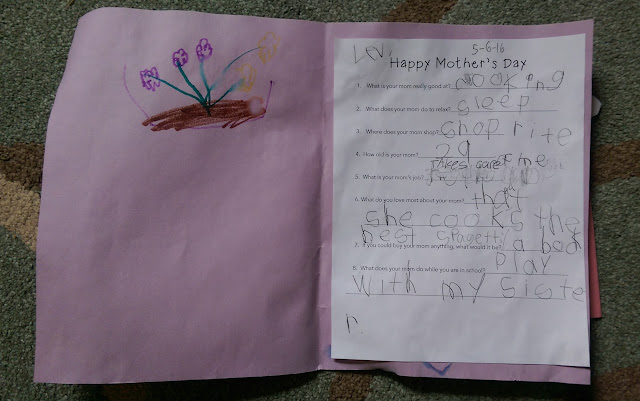 Lev. 5-6-16
Happy Mother's Day
1. What is your mom really good at? cooking
2. What does your mom do to relax? sleep
3. Where does your mom shop? shop rite
4. How old is your mom? 29
takes care me
5. What is your mom's job?
6. What do you love most about your mom? that
she cooks the
best spagetti
7. If you could buy your mom anything, what would it be? a bag
8. What does your mom do while you are in school? play
with my siste
r.